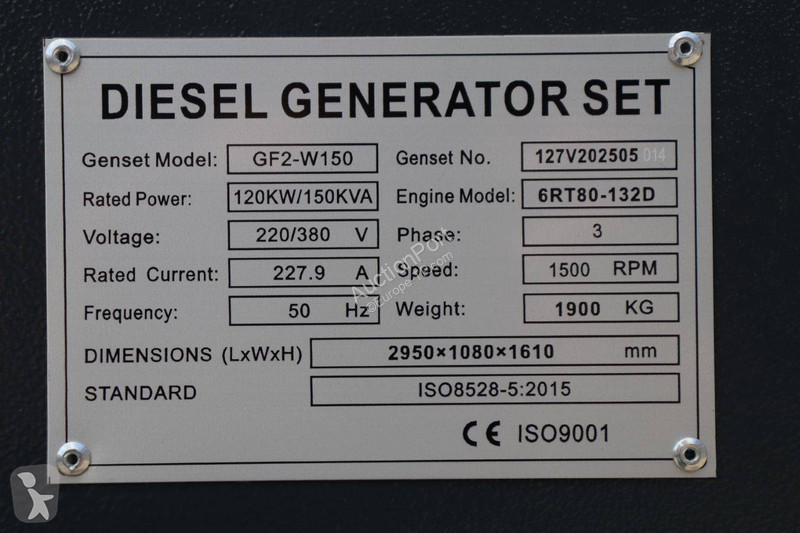 DIESEL GENERATOR SET
Genset Model: GF2-W150 Genset No. 127V202505 014
Rated Power: 120KW/150KVA Engine Model: 6RT80-132D
Voltage: 220/380 V Phase: 3
Rated Current: 227.9 A Speed: 1500 RPM
Frequency: 50 Hz Weight: 1900 KG
DIMENSIONS (LxWxH) 2950×1080×1610 mm
STANDARD ISO8528-5:2015
CE ISO9001
AuctionPort